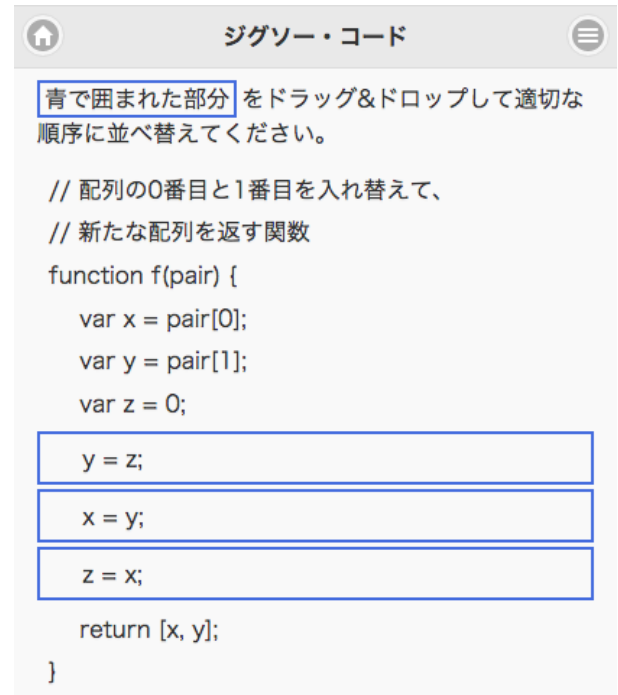 ジグソー・コード
青で囲まれた部分 をドラッグ&ドロップして適切な
順序に並べ替えてください。
// 配列の0番目と1番目を入れ替えて、
// 新たな配列を返す関数
function f(pair) {
var x = pair[0];
var y = pair[1];
var z = 0;
y = z;
x = y;
z = x;
return [x, y];
}